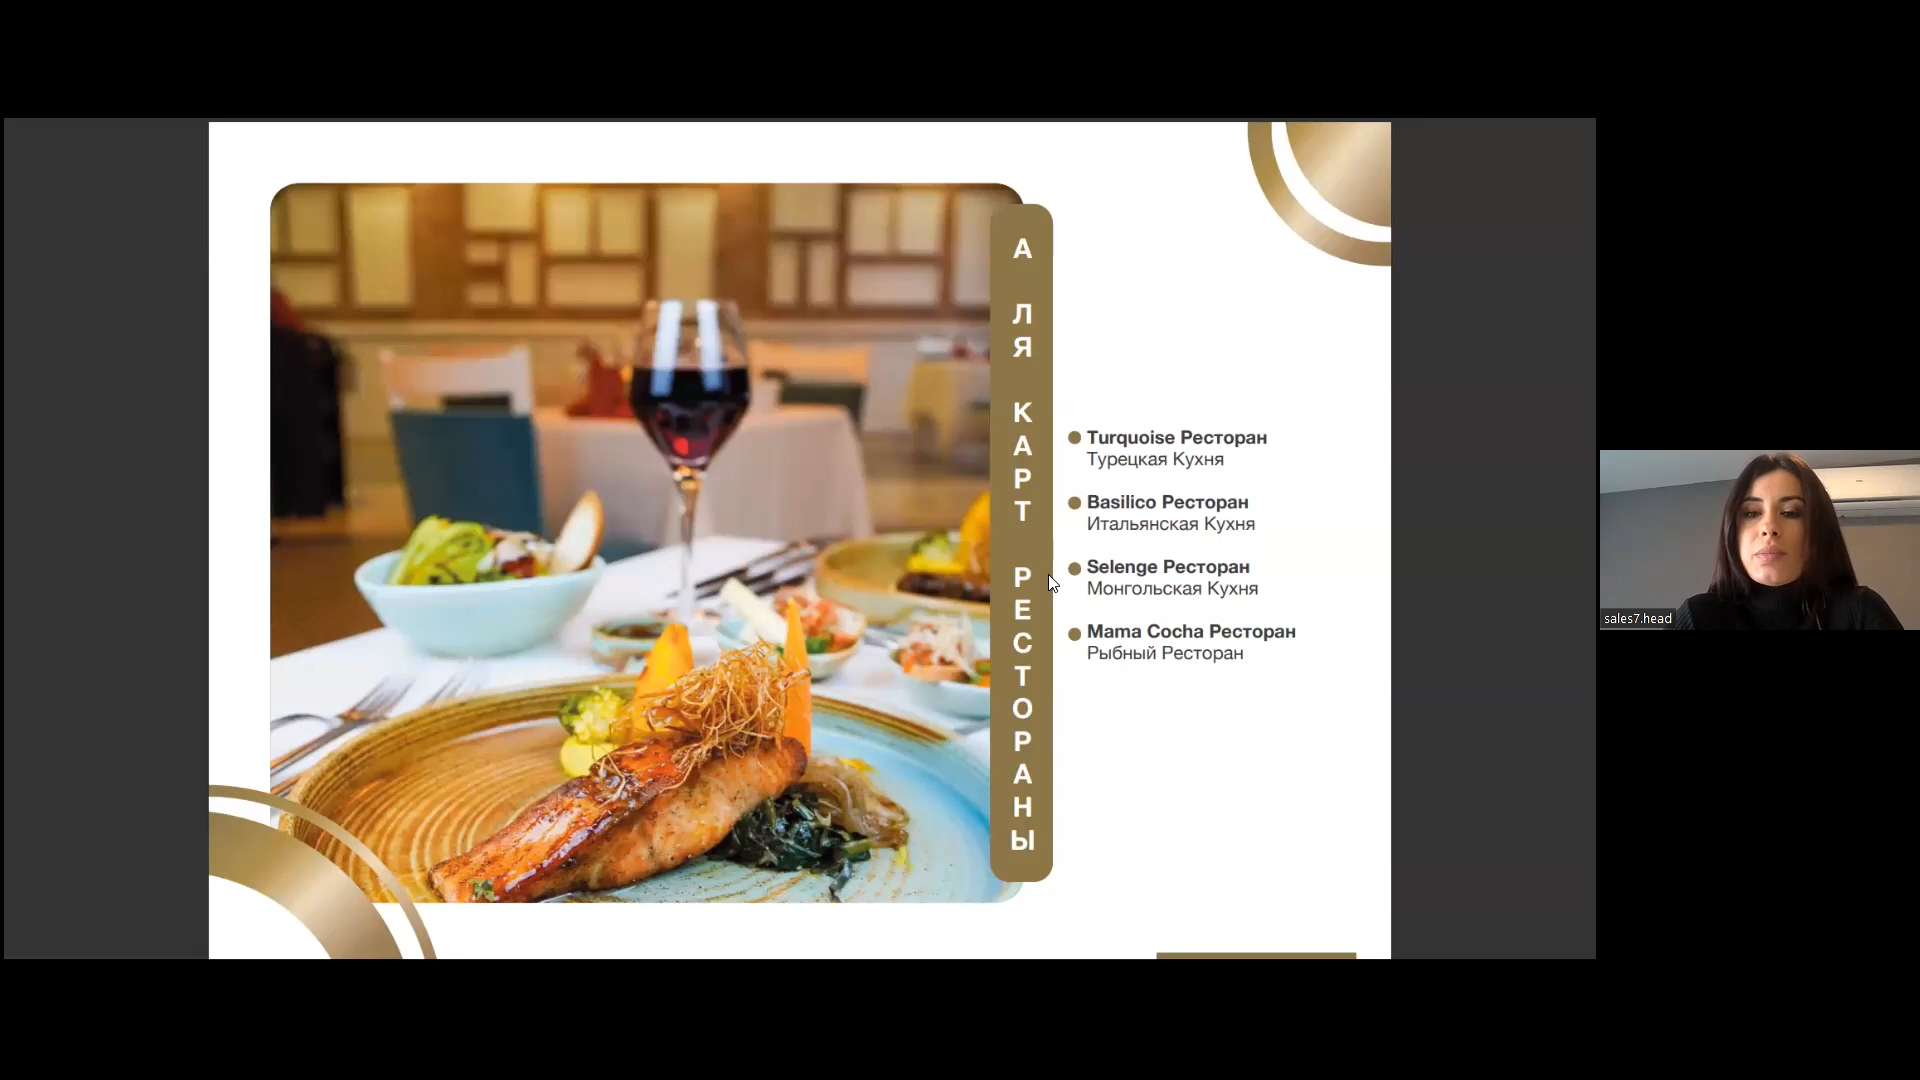 А ЛЯ КАРТ РЕСТОРАНЫ
Turquoise Ресторан
Турецкая Кухня
Basilico Ресторан
Итальянская Кухня
Selenge Ресторан
Монгольская Кухня
Mama Cocha Ресторан
Рыбный Ресторан
sales7.head